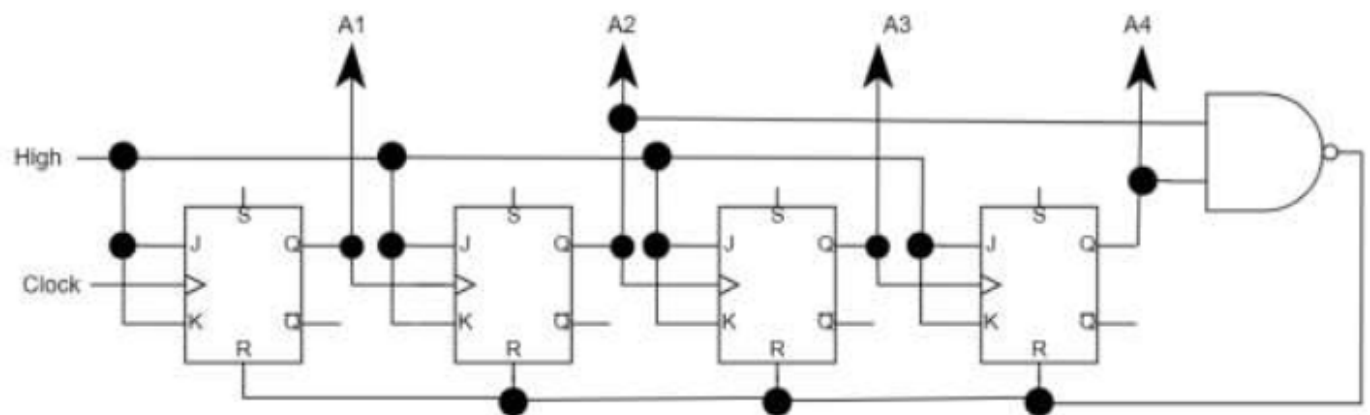 A1 A2 A3 A4
High
S S S S
J Q J Q J Q J Q
Clock
K Q̅ K Q̅ K Q̅ K Q̅
R R R R